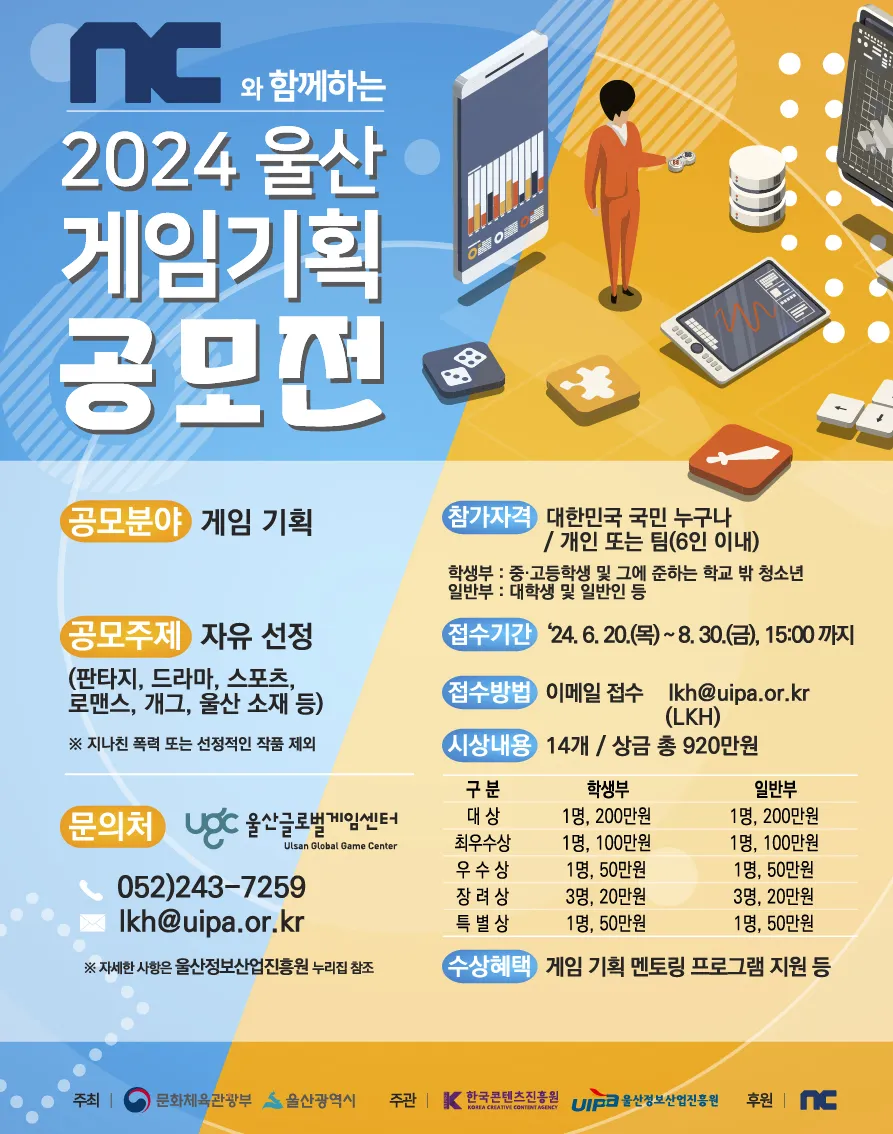 nc 와 함께하는
2024 울산
게임기획
공모전
공모분야 게임 기획
공모주제 자유 선정
(판타지, 드라마, 스포츠,
로맨스, 개그, 울산 소재 등)
※ 지나친 폭력 또는 선정적인 작품 제외
문의처 ugc 울산글로벌게임센터
Ulsan Global Game Center
052)243-7259
lkh@uipa.or.kr
※ 자세한 사항은 울산정보산업진흥원 누리집 참조
참가자격 대한민국 국민 누구나
/ 개인 또는 팀(6인 이내)
학생부 : 중·고등학생 및 그에 준하는 학교 밖 청소년
일반부 : 대학생 및 일반인 등
접수기간 ‘24. 6. 20.(목) ~ 8. 30.(금), 15:00 까지
접수방법 이메일 접수 lkh@uipa.or.kr
(LKH)
시상내용 14개 / 상금 총 920만원
구 분 학생부 일반부
대 상 1명, 200만원 1명, 200만원
최우수상 1명, 100만원 1명, 100만원
우 수 상 1명, 50만원 1명, 50만원
장 려 상 3명, 20만원 3명, 20만원
특 별 상 1명, 50만원 1명, 50만원
수상혜택 게임 기획 멘토링 프로그램 지원 등
주최 | 문화체육관광부 울산광역시 주관 | 한국콘텐츠진흥원 UIPA 울산정보산업진흥원 후원 | nc
KOREA CREATIVE CONTENT AGENCY